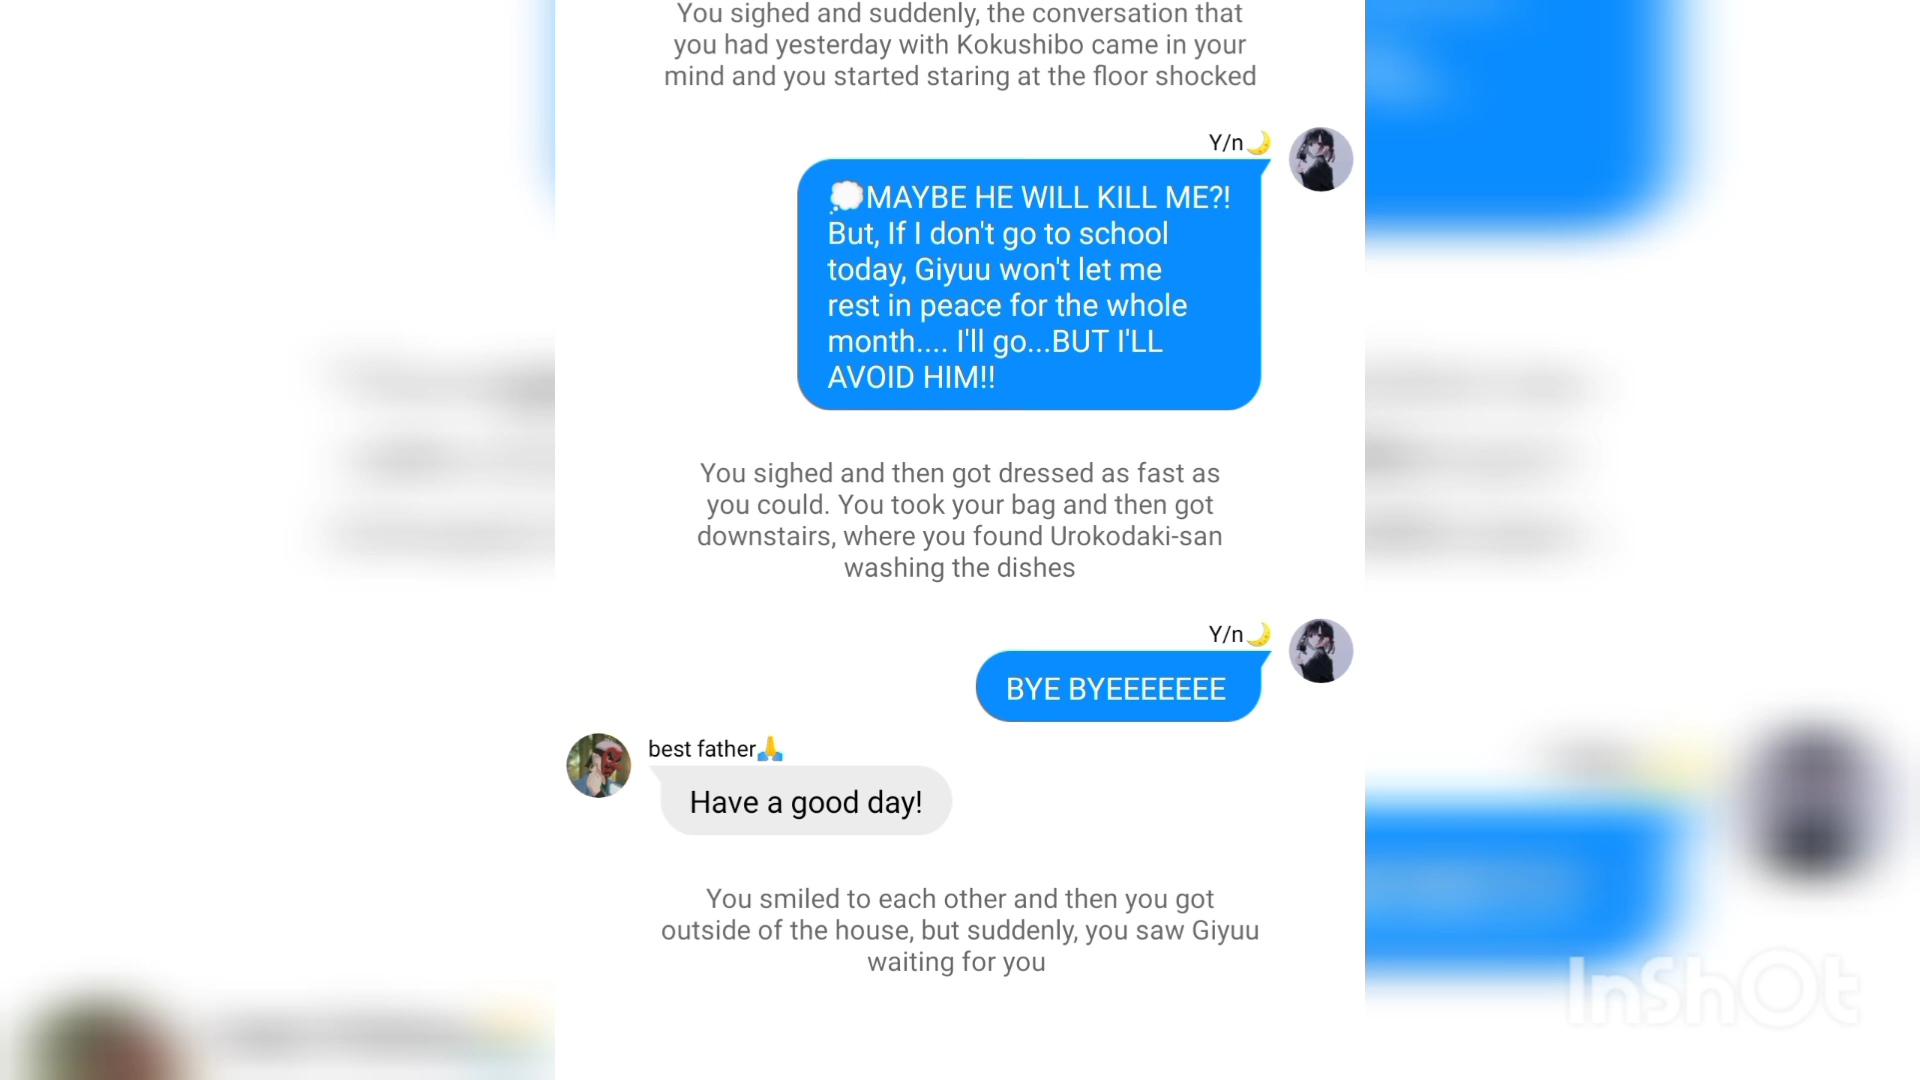 You sighed and suddenly, the conversation that
you had yesterday with Kokushibo came in your
mind and you started staring at the floor shocked
Y/n🌙
💭MAYBE HE WILL KILL ME?!
But, If I don't go to school
today, Giyuu won't let me
rest in peace for the whole
month.... I'll go...BUT I'LL
AVOID HIM!!
You sighed and then got dressed as fast as
you could. You took your bag and then got
downstairs, where you found Urokodaki-san
washing the dishes
Y/n🌙
BYE BYEEEEEEE
best father🙏
Have a good day!
You smiled to each other and then you got
outside of the house, but suddenly, you saw Giyuu
waiting for you
InShOt